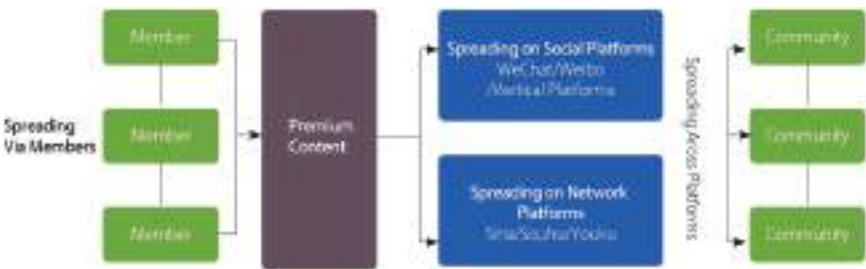 Spreading
Via Members
Member
Member
Member
Premium
Content
Spreading on Social Platforms
WeChat/Weibo
/Vertical Platforms
Spreading on Network
Platforms
Sina/Souhu/Youku
Spreading Aross Platforms
Community
Community
Community